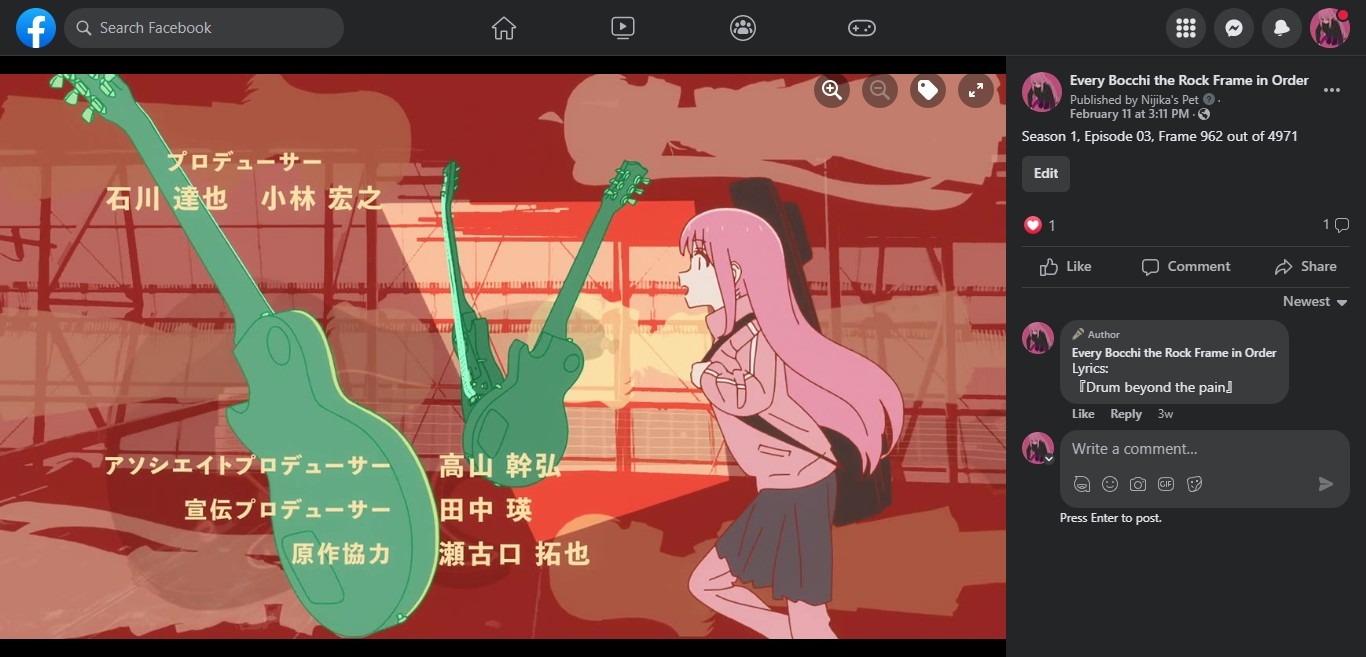 Search Facebook
プロデューサー
石川 達也　小林 宏之
アソシエイトプロデューサー　高山 幹弘
宣伝プロデューサー　田中 瑛
原作協力　瀬古口 拓也
Every Bocchi the Rock Frame in Order
Published by Nijika's Pet ·
February 11 at 3:11 PM ·
Season 1, Episode 03, Frame 962 out of 4971
Edit
1 1
Like Comment Share
Newest
Author
Every Bocchi the Rock Frame in Order
Lyrics:
『Drum beyond the pain』
Like Reply 3w
Write a comment…
GIF
Press Enter to post.